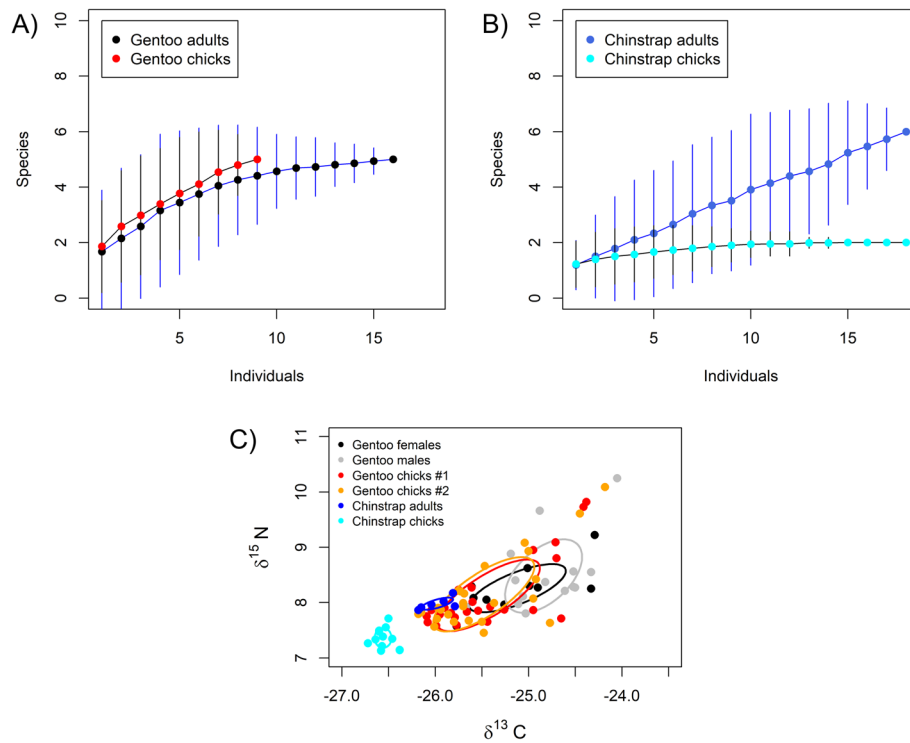 A)
10
8
6
4
2
0
Species
Gentoo adults
Gentoo chicks
5
10
15
Individuals
B)
10
8
6
4
2
0
Species
Chinstrap adults
Chinstrap chicks
5
10
15
Individuals
C)
11
10
9
8
7
δ15 N
Gentoo females
Gentoo males
Gentoo chicks #1
Gentoo chicks #2
Chinstrap adults
Chinstrap chicks
-27.0
-26.0
-25.0
-24.0
δ13 C